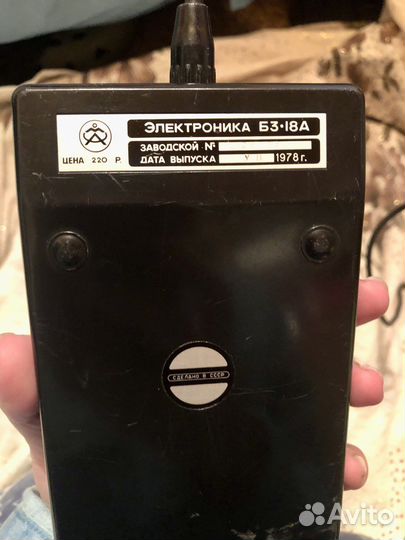 ЭЛЕКТРОНИКА Б3·18А
ЗАВОДСКОЙ №
ДАТА ВЫПУСКА 1978 г.
ЦЕНА 220 Р.
СДЕЛАНО В СССР
Avito